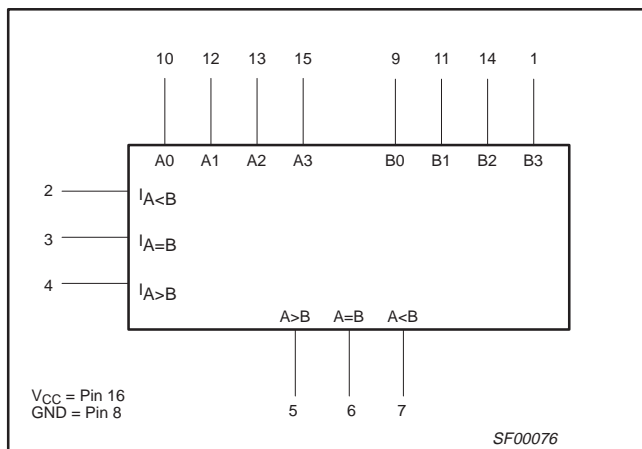 10 12 13 15 9 11 14 1
A0 A1 A2 A3 B0 B1 B2 B3
2 IA<B
3 IA=B
4 IA>B
A>B A=B A<B
5 6 7
VCC = Pin 16
GND = Pin 8
SF00076